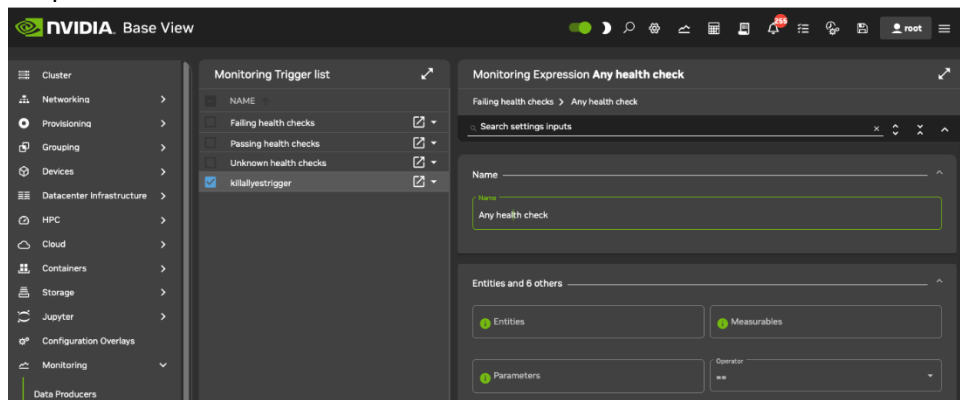 NVIDIA. Base View
255
root
Cluster
Networking
Provisioning
Grouping
Devices
Datacenter Infrastructure
HPC
Cloud
Containers
Storage
Jupyter
Configuration Overlays
Monitoring
Data Producers
Monitoring Trigger list
NAME
Failing health checks
Passing health checks
Unknown health checks
killallyestrigger
Monitoring Expression Any health check
Failing health checks > Any health check
Search settings inputs
Name
Name
Any health check
Entities and 6 others
Entities
Measurables
Parameters
Operator
==